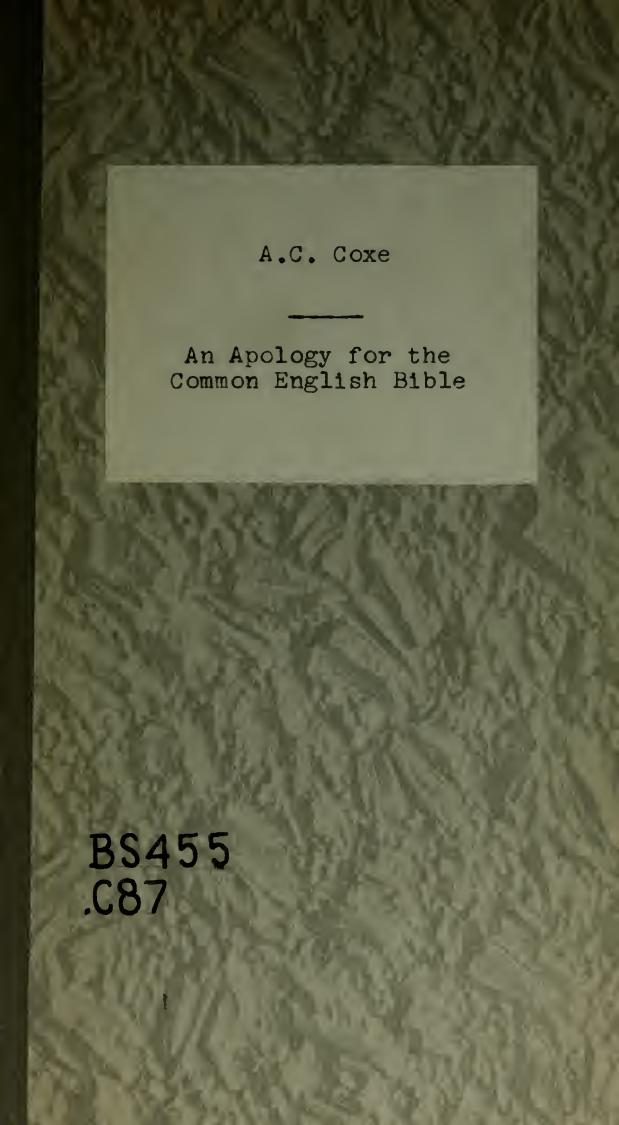 A.C. Coxe
An Apology for the
Common English Bible
BS455
.C87